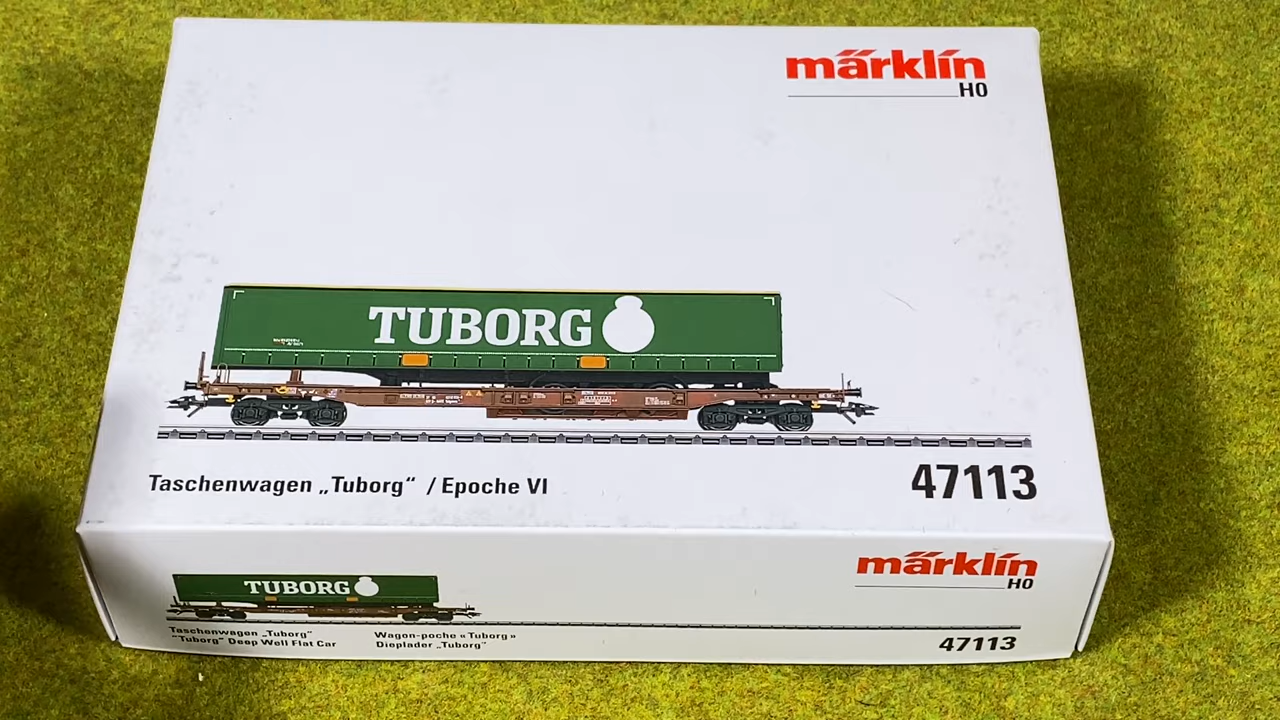 märklin
H0
TUBORG
Taschenwagen „Tuborg“ / Epoche VI
47113
märklin
H0
TUBORG
Taschenwagen „Tuborg“
"Tuborg" Deep Well Flat Car
Wagen-poche « Tuborg »
Dieplader „Tuborg“
47113